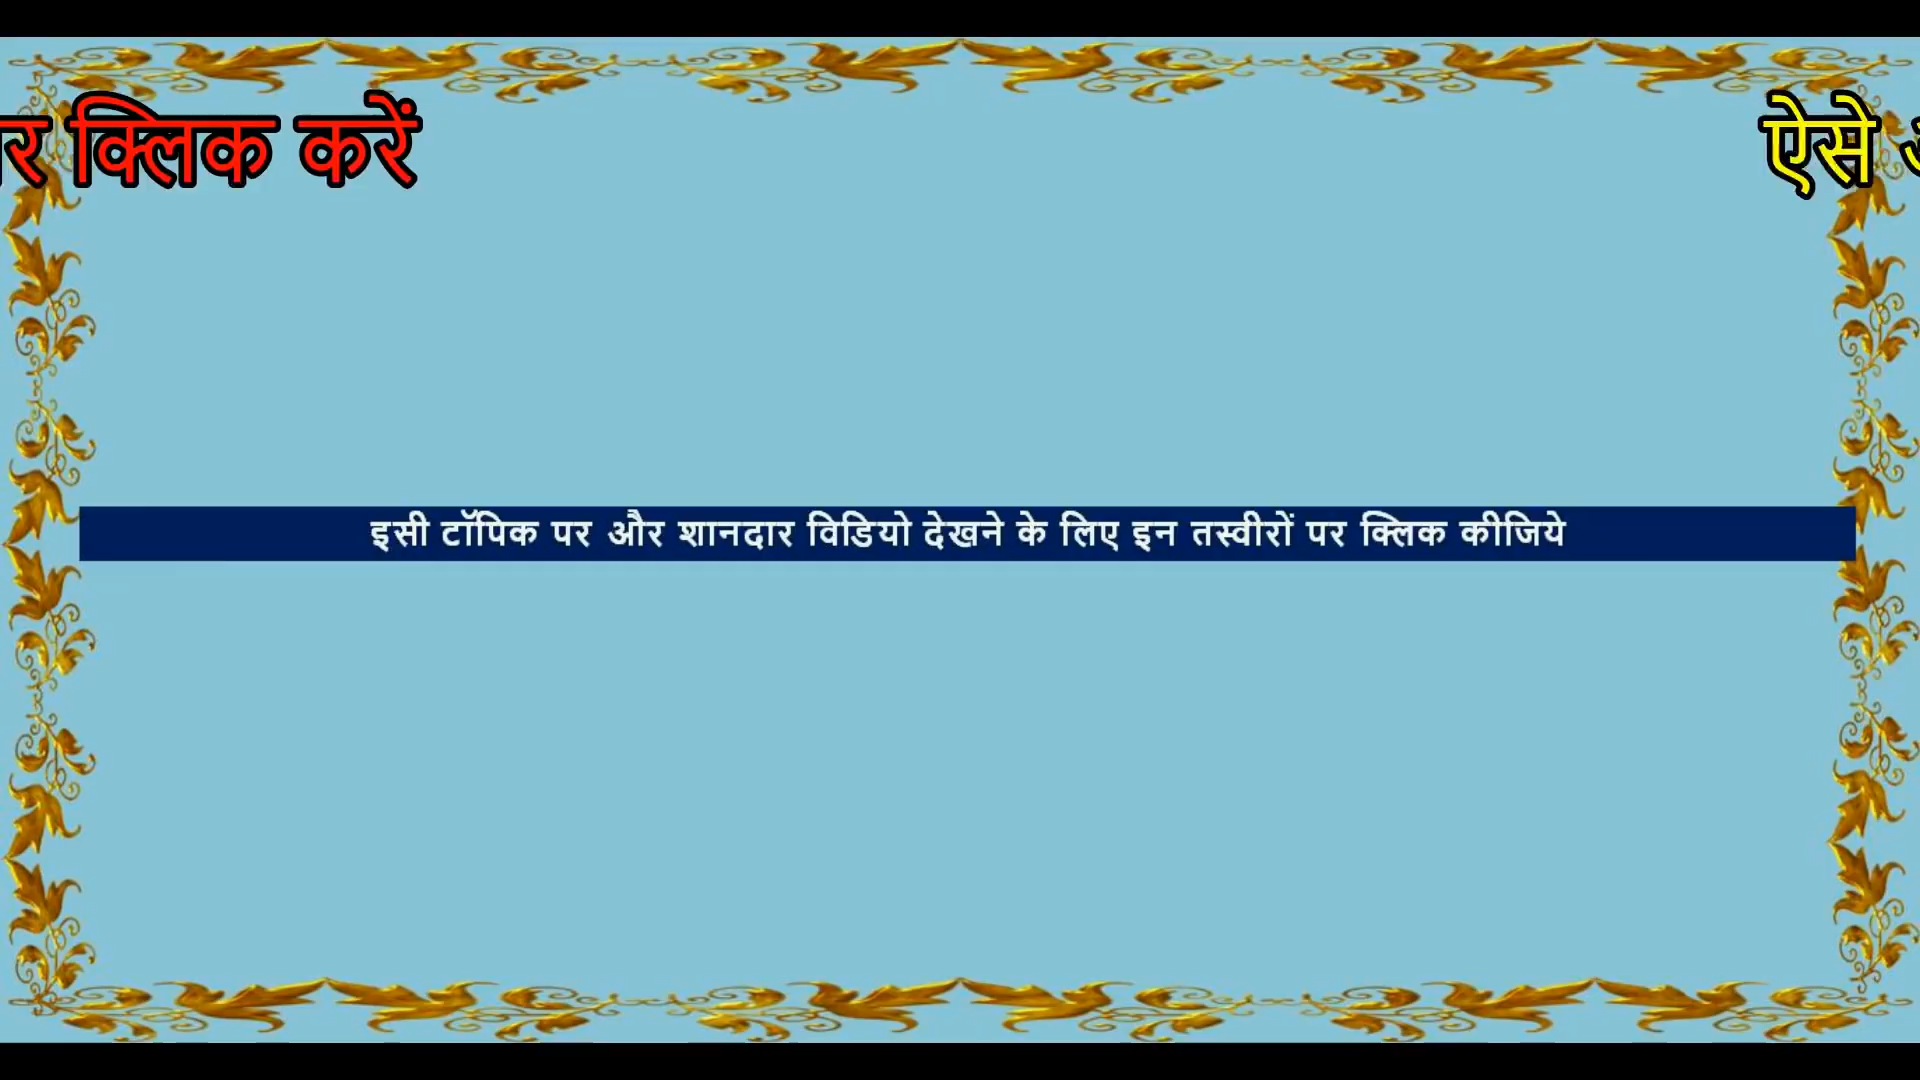 क्लिक करें
ऐसे
इसी टॉपिक पर और शानदार विडियो देखने के लिए इन तस्वीरों पर क्लिक कीजिये